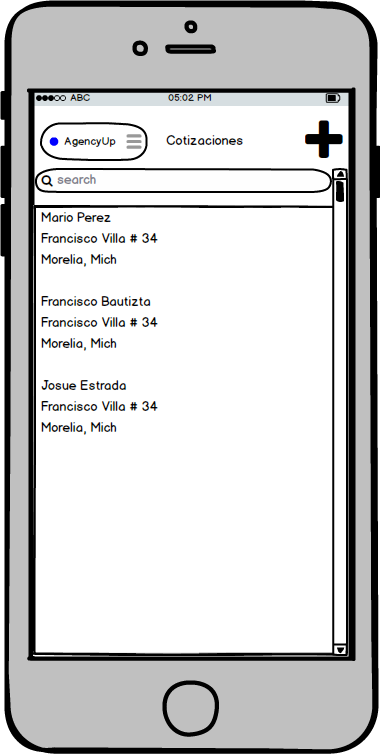 ABC
05:02 PM
AgencyUp
Cotizaciones
search
Mario Perez
Francisco Villa # 34
Morelia, Mich
Francisco Bautizta
Francisco Villa # 34
Morelia, Mich
Josue Estrada
Francisco Villa # 34
Morelia, Mich